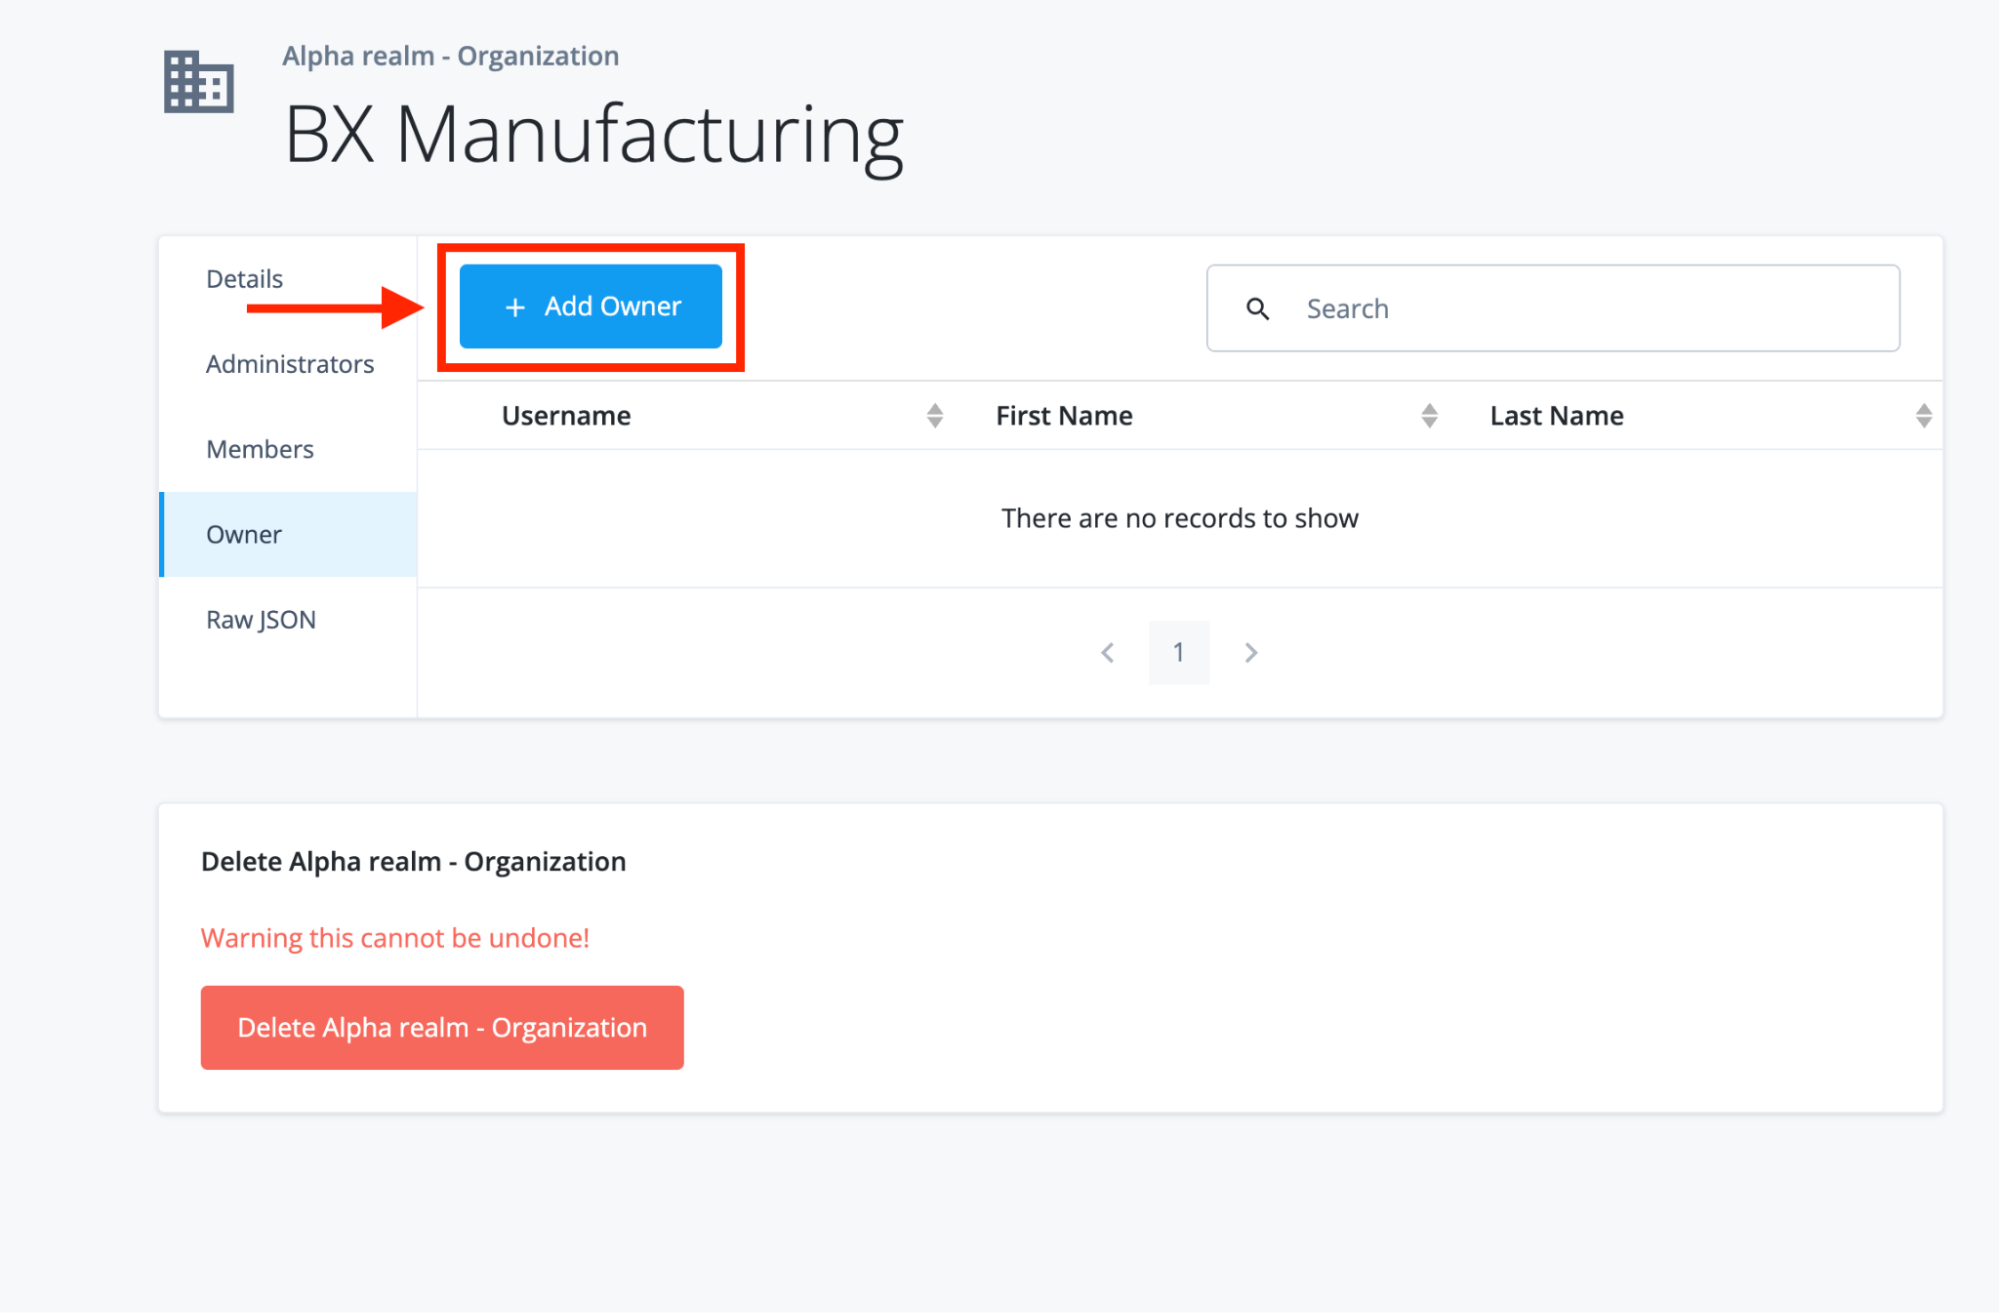 Alpha realm - Organization
BX Manufacturing
Details
Administrators
Members
Owner
Raw JSON
+ Add Owner
Search
Username
First Name
Last Name
There are no records to show
1
Delete Alpha realm - Organization
Warning this cannot be undone!
Delete Alpha realm - Organization